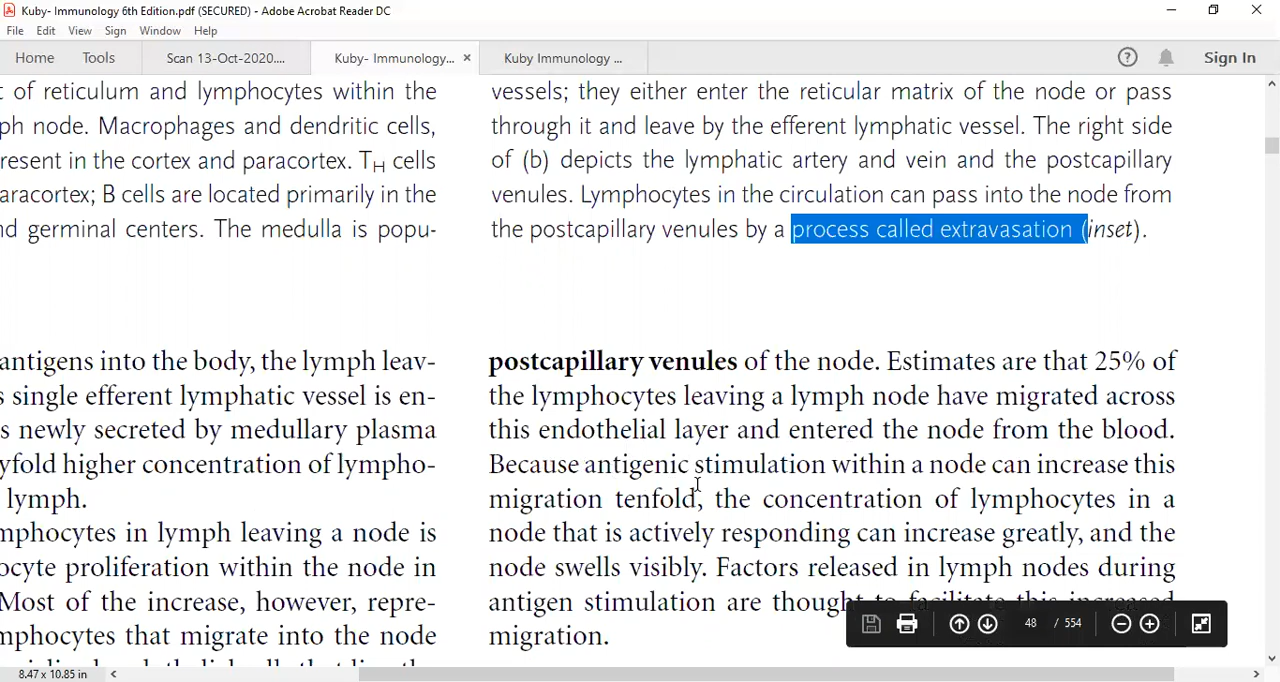 Kuby- Immunology 6th Edition.pdf (SECURED) - Adobe Acrobat Reader DC
File Edit View Sign Window Help
Home Tools Scan 13-Oct-2020.... Kuby- Immunology... × Kuby Immunology ... Sign In
t of reticulum and lymphocytes within the
ph node. Macrophages and dendritic cells,
resent in the cortex and paracortex. TH cells
aracortex; B cells are located primarily in the
nd germinal centers. The medulla is popu-
vessels; they either enter the reticular matrix of the node or pass
through it and leave by the efferent lymphatic vessel. The right side
of (b) depicts the lymphatic artery and vein and the postcapillary
venules. Lymphocytes in the circulation can pass into the node from
the postcapillary venules by a process called extravasation (inset).
antigens into the body, the lymph leav-
s single efferent lymphatic vessel is en-
s newly secreted by medullary plasma
yfold higher concentration of lympho-
lymph.
mphocytes in lymph leaving a node is
ocyte proliferation within the node in
Most of the increase, however, repre-
mphocytes that migrate into the node
postcapillary venules of the node. Estimates are that 25% of
the lymphocytes leaving a lymph node have migrated across
this endothelial layer and entered the node from the blood.
Because antigenic stimulation within a node can increase this
migration tenfold, the concentration of lymphocytes in a
node that is actively responding can increase greatly, and the
node swells visibly. Factors released in lymph nodes during
antigen stimulation are thought to facilitate this increased
migration.
48 / 554
8.47 x 10.85 in